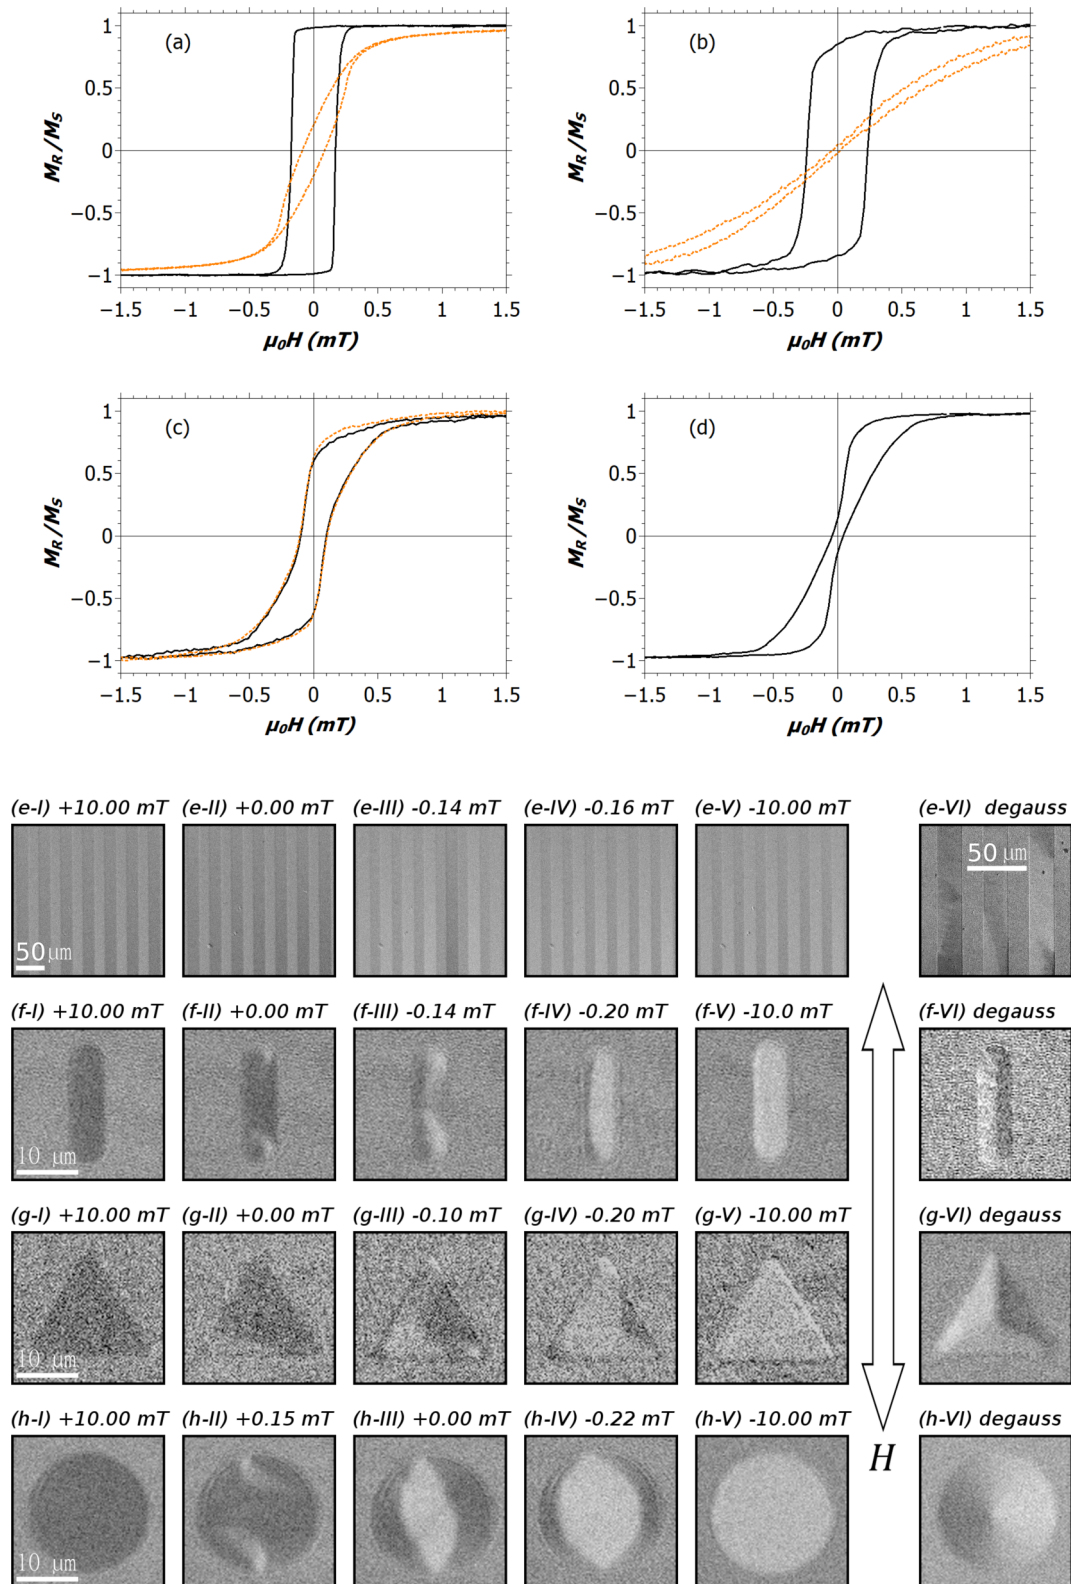 (a)
M_R/M_S
1
0.5
0
−0.5
−1
−1.5 −1 −0.5 0 0.5 1 1.5
μ₀H (mT)
(b)
M_R/M_S
1
0.5
0
−0.5
−1
−1.5 −1 −0.5 0 0.5 1 1.5
μ₀H (mT)
(c)
M_R/M_S
1
0.5
0
−0.5
−1
−1.5 −1 −0.5 0 0.5 1 1.5
μ₀H (mT)
(d)
M_R/M_S
1
0.5
0
−0.5
−1
−1.5 −1 −0.5 0 0.5 1 1.5
μ₀H (mT)
(e-I) +10.00 mT (e-II) +0.00 mT (e-III) -0.14 mT (e-IV) -0.16 mT (e-V) -10.00 mT (e-VI) degauss
50 μm
50 μm
(f-I) +10.00 mT (f-II) +0.00 mT (f-III) -0.14 mT (f-IV) -0.20 mT (f-V) -10.0 mT (f-VI) degauss
10 μm
(g-I) +10.00 mT (g-II) +0.00 mT (g-III) -0.10 mT (g-IV) -0.20 mT (g-V) -10.00 mT (g-VI) degauss
10 μm
(h-I) +10.00 mT (h-II) +0.15 mT (h-III) +0.00 mT (h-IV) -0.22 mT (h-V) -10.00 mT (h-VI) degauss
H
10 μm